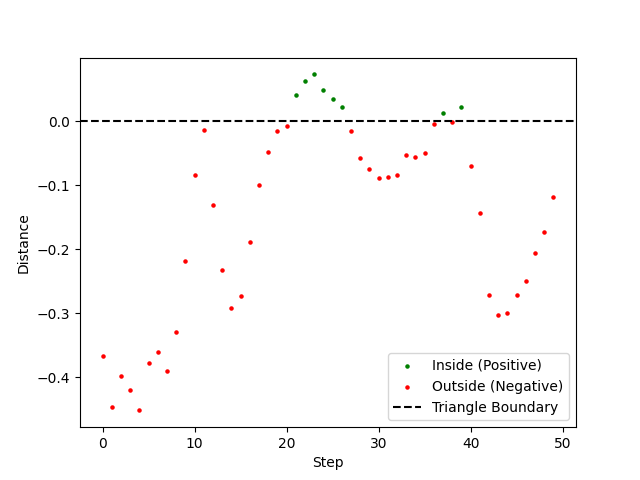 0.0
−0.1
−0.2
−0.3
−0.4
Distance
0 10 20 30 40 50
Step
Inside (Positive)
Outside (Negative)
Triangle Boundary